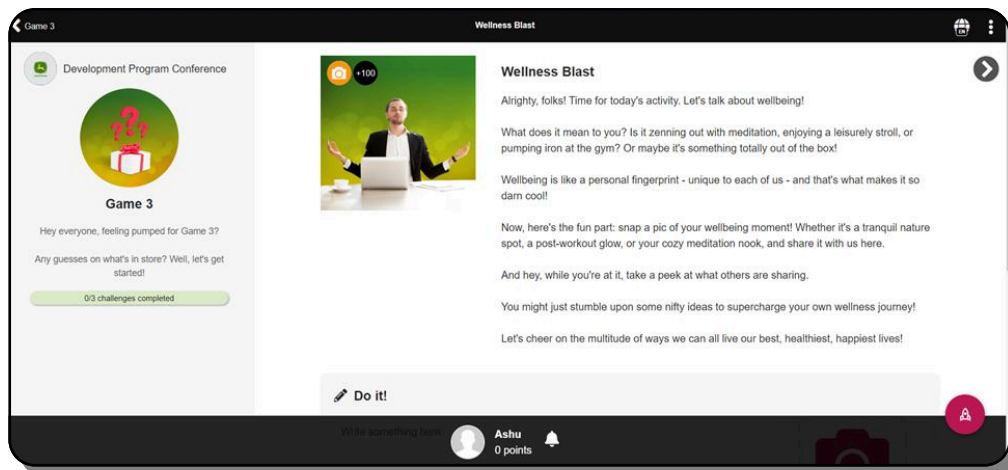 Game 3
Wellness Blast
EN
Development Program Conference
Game 3
Hey everyone, feeling pumped for Game 3?
Any guesses on what's in store? Well, let's get
started!
0/3 challenges completed
+100
Wellness Blast
Alrighty, folks! Time for today's activity. Let's talk about wellbeing!
What does it mean to you? Is it zenning out with meditation, enjoying a leisurely stroll, or
pumping iron at the gym? Or maybe it's something totally out of the box!
Wellbeing is like a personal fingerprint - unique to each of us - and that's what makes it so
darn cool!
Now, here's the fun part: snap a pic of your wellbeing moment! Whether it's a tranquil nature
spot, a post-workout glow, or your cozy meditation nook, and share it with us here.
And hey, while you're at it, take a peek at what others are sharing.
You might just stumble upon some nifty ideas to supercharge your own wellness journey!
Let's cheer on the multitude of ways we can all live our best, healthiest, happiest lives!
Do it!
Write something here
Ashu
0 points